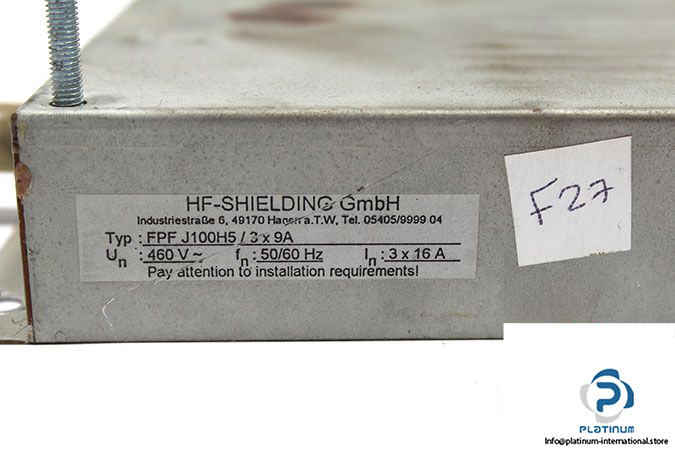 HF-SHIELDING GmbH
Industriestraße 6, 49170 Hagen a.T.W, Tel. 05405/9999 04
Typ : FPF J100H5 / 3 x 9A
Un : 460 V ~ fn : 50/60 Hz In : 3 x 16 A
Pay attention to installation requirements!
F27
PLATINUM
Info@platinum-international.store